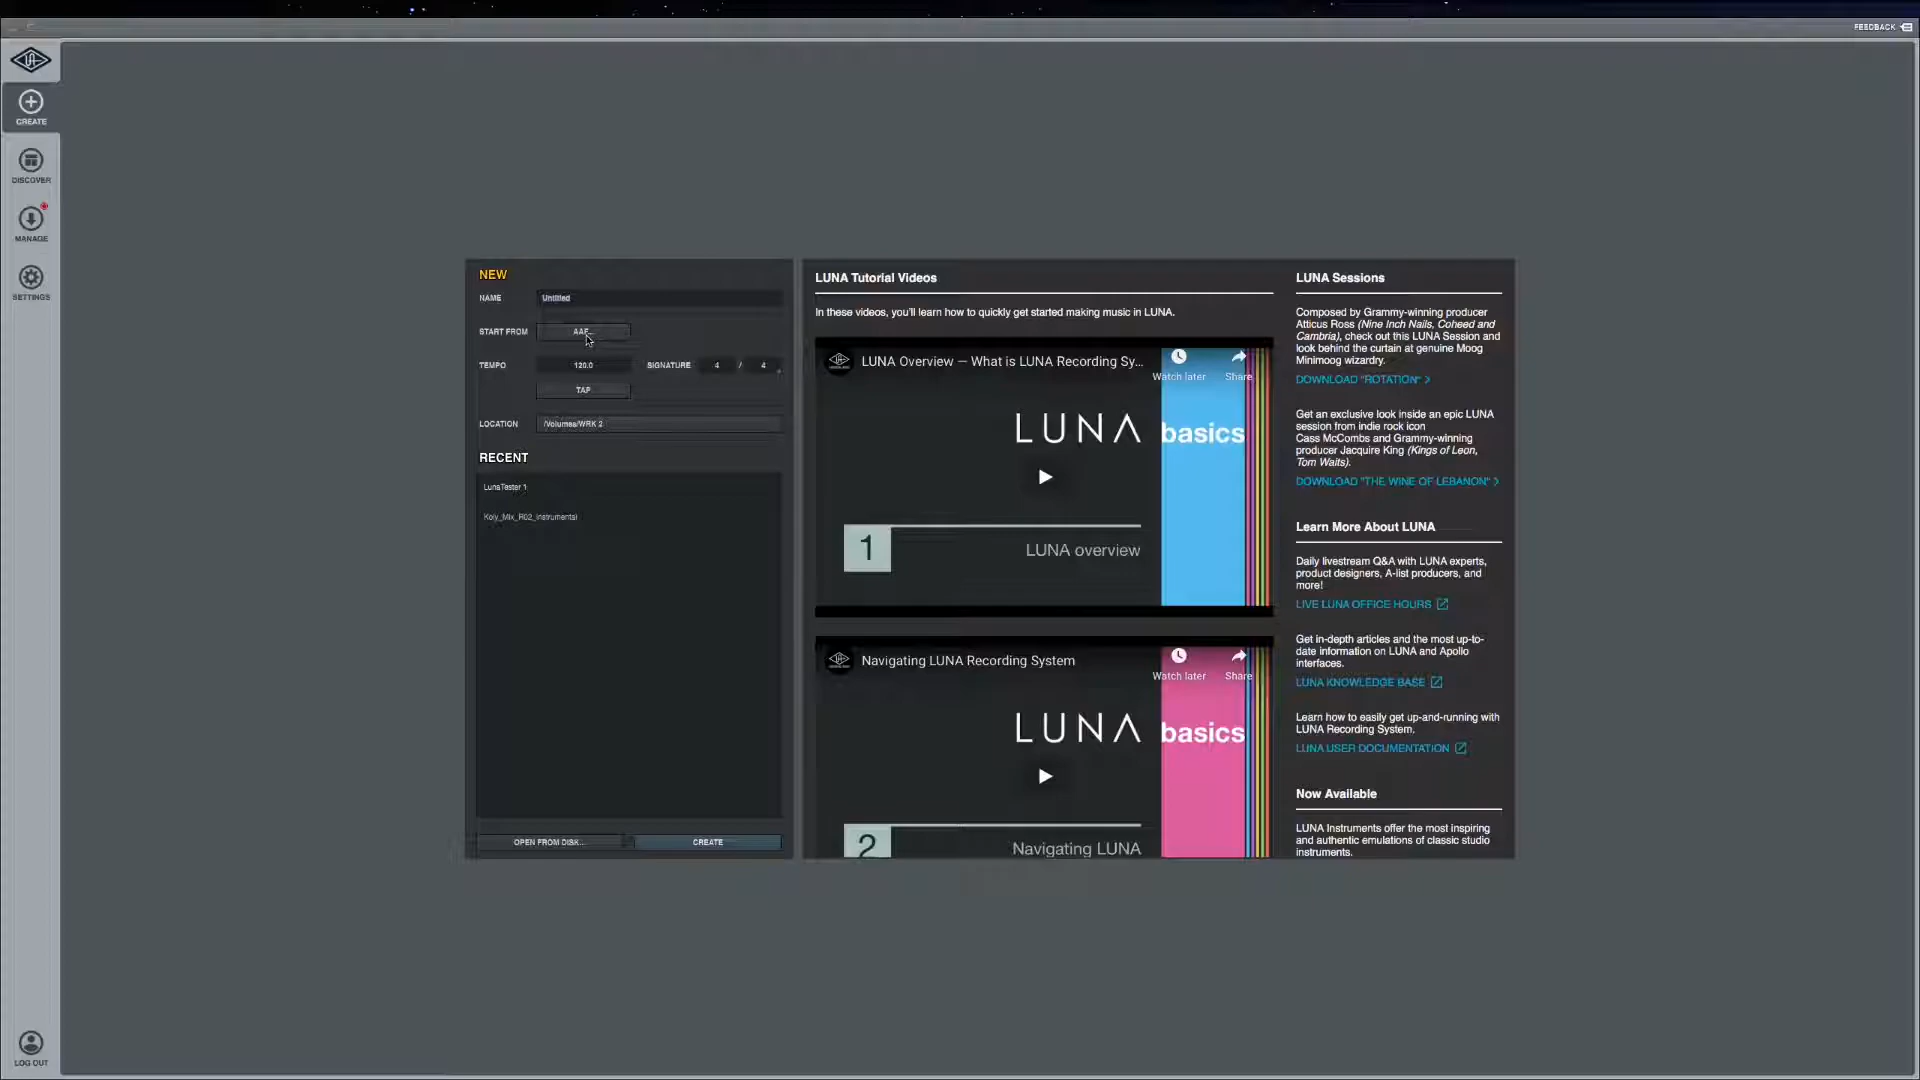 FEEDBACK
CREATE
DISCOVER
MANAGE
SETTINGS
LOG OUT
NEW
NAME
Untitled
START FROM
AAF...
TEMPO
120.0
SIGNATURE
4 / 4
TAP
LOCATION
/Volumes/WRK 2
RECENT
LunaTester 1
Koly_Mix_R02_Instrumental
OPEN FROM DISK...
CREATE
LUNA Tutorial Videos
In these videos, you'll learn how to quickly get started making music in LUNA.
LUNA Overview — What is LUNA Recording Sy...
Watch later
Share
LUNA basics
1
LUNA overview
Navigating LUNA Recording System
Watch later
Share
LUNA basics
2
Navigating LUNA
LUNA Sessions
Composed by Grammy-winning producer
Atticus Ross (Nine Inch Nails, Coheed and
Cambria), check out this LUNA Session and
look behind the curtain at genuine Moog
Minimoog wizardry.
DOWNLOAD "ROTATION" >
Get an exclusive look inside an epic LUNA
session from indie rock icon
Cass McCombs and Grammy-winning
producer Jacquire King (Kings of Leon,
Tom Waits).
DOWNLOAD "THE WINE OF LEBANON" >
Learn More About LUNA
Daily livestream Q&A with LUNA experts,
product designers, A-list producers, and
more!
LIVE LUNA OFFICE HOURS
Get in-depth articles and the most up-to-
date information on LUNA and Apollo
interfaces.
LUNA KNOWLEDGE BASE
Learn how to easily get up-and-running with
LUNA Recording System.
LUNA USER DOCUMENTATION
Now Available
LUNA Instruments offer the most inspiring
and authentic emulations of classic studio
instruments.